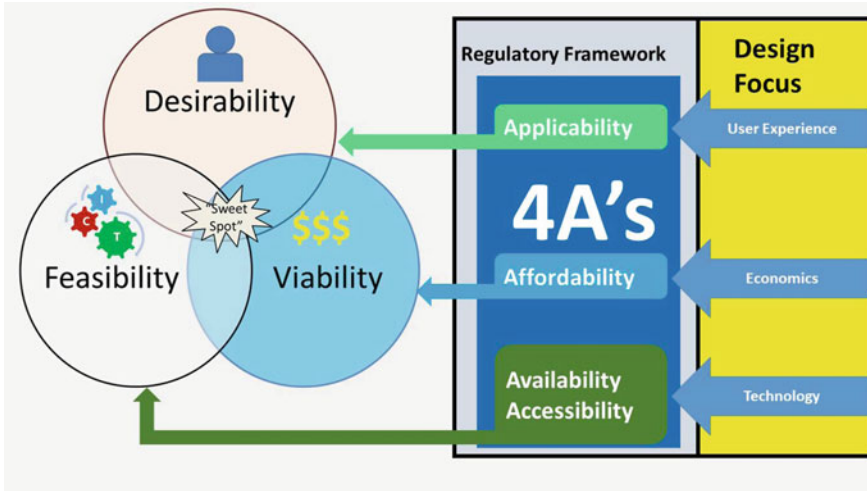 Desirability
I
C
T
Feasibility
"Sweet
Spot"
$$$
Viability
Regulatory Framework
Applicability
4A's
Affordability
Availability
Accessibility
Design
Focus
User Experience
Economics
Technology